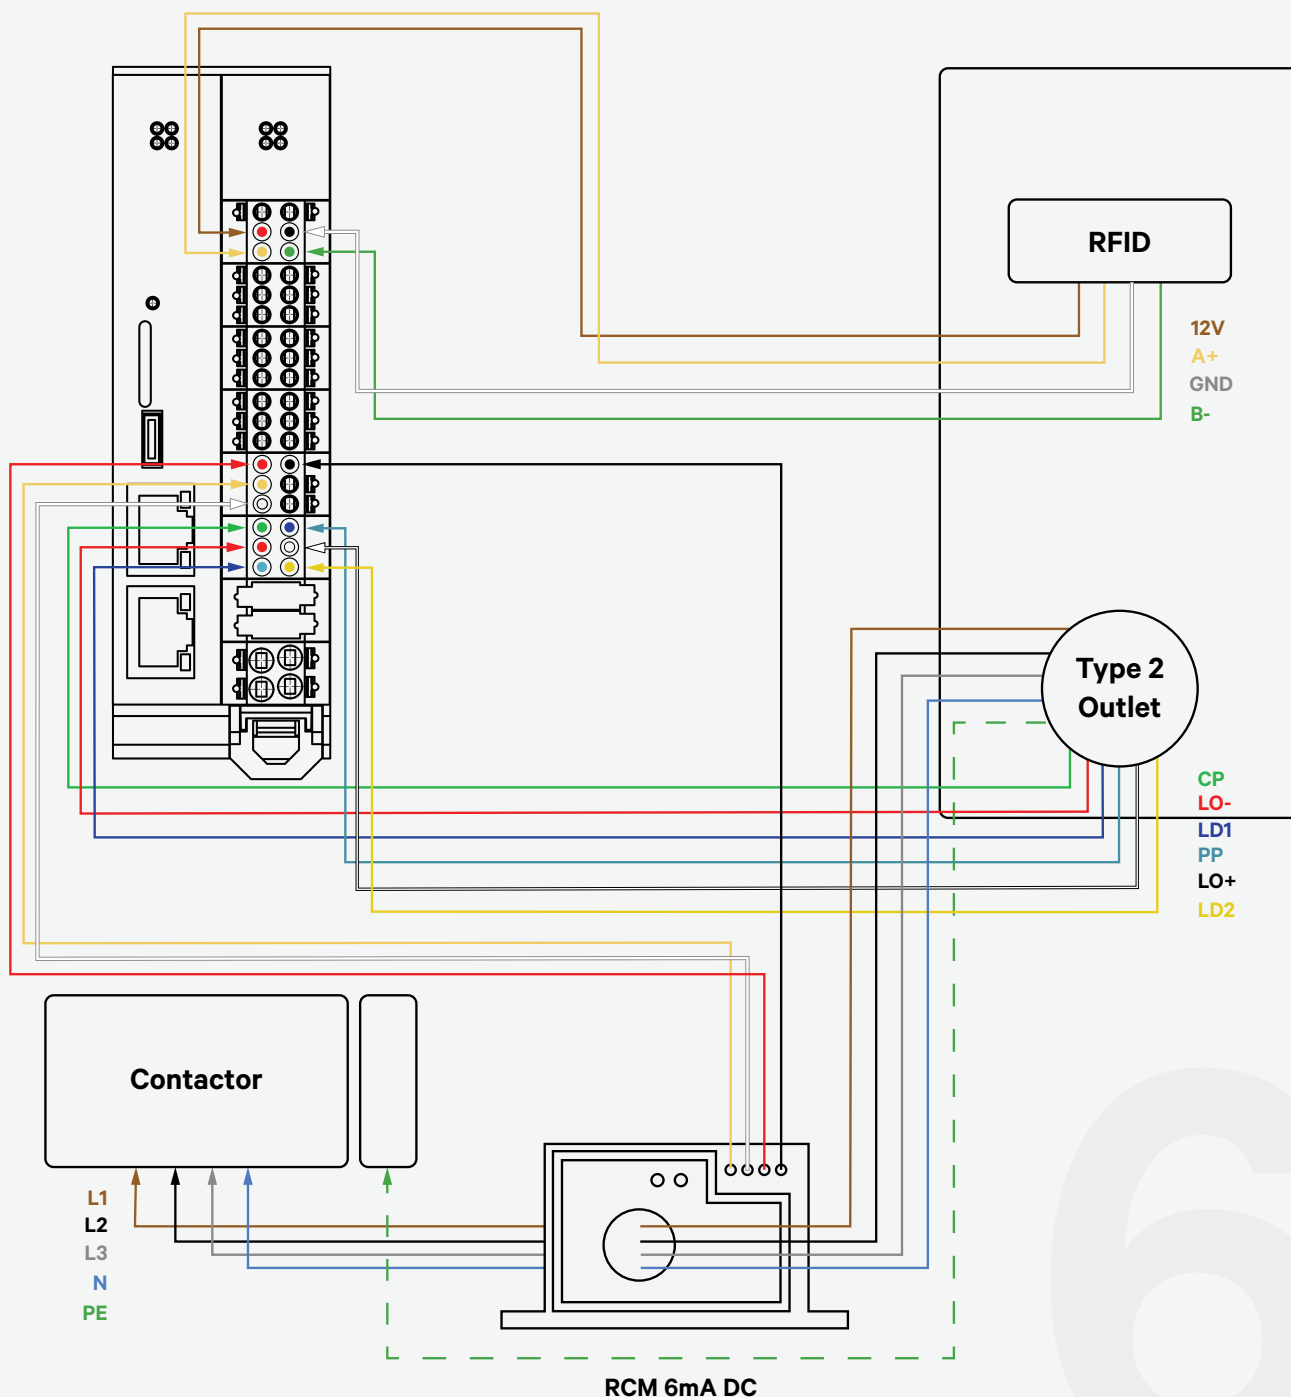 RFID
12V
A+
GND
B-
Type 2
Outlet
CP
LO-
LD1
PP
LO+
LD2
Contactor
L1
L2
L3
N
PE
RCM 6mA DC
6